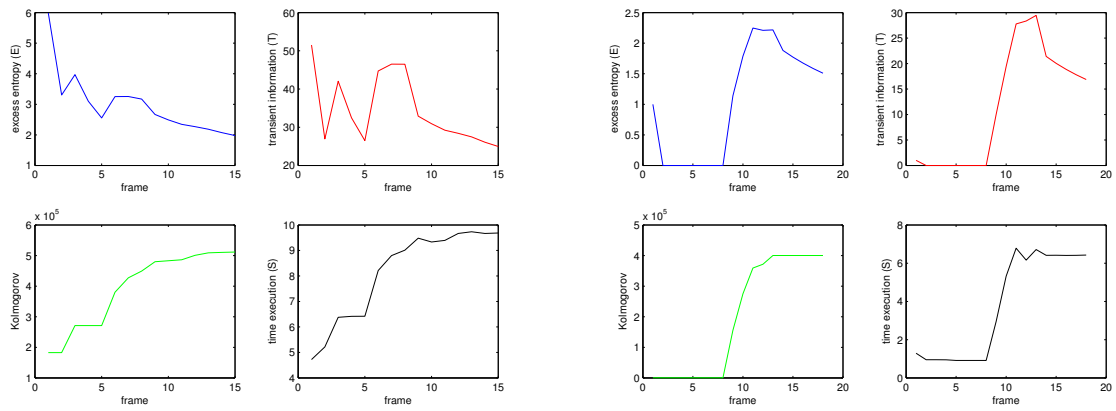 excess entropy (E)
6
5
4
3
2
1
0 5 10 15
frame
transient information (T)
60
50
40
30
20
0 5 10 15
frame
excess entropy (E)
2.5
2
1.5
1
0.5
0
0 5 10 15 20
frame
transient information (T)
30
25
20
15
10
5
0
0 5 10 15 20
frame
x 10^5
Kolmogorov
6
5
4
3
2
1
0 5 10 15
frame
time execution (S)
10
9
8
7
6
5
4
0 5 10 15
frame
x 10^5
Kolmogorov
5
4
3
2
1
0
0 5 10 15 20
frame
time execution (S)
8
6
4
2
0
0 5 10 15 20
frame